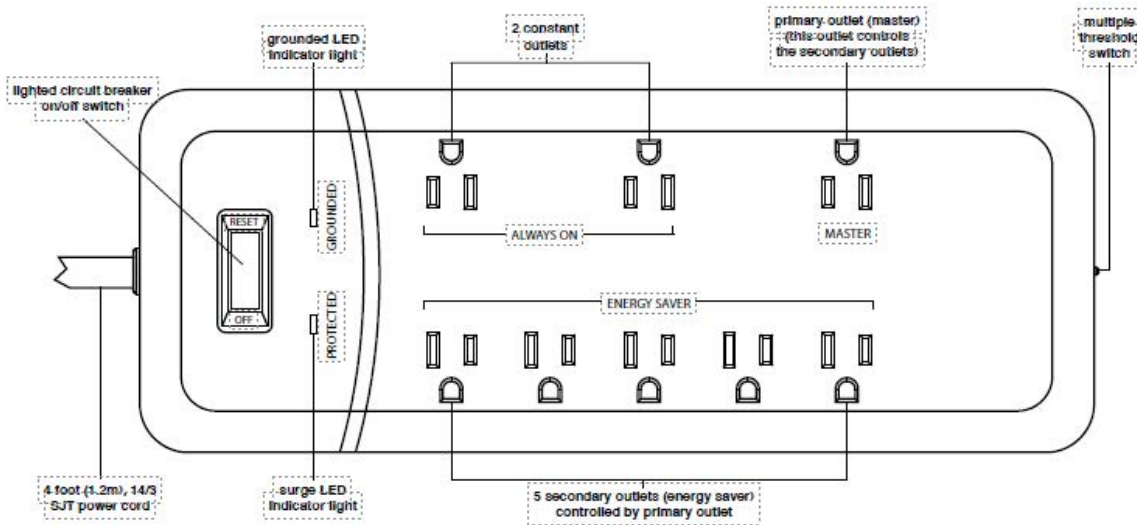 grounded LED
indicator light
2 constant
outlets
primary outlet (master)
(this outlet controls
the secondary outlets)
multiple
threshold
switch
lighted circuit breaker
on/off switch
RESET
OFF
GROUNDED
PROTECTED
ALWAYS ON
MASTER
ENERGY SAVER
4 foot (1.2m), 14/3
SJT power cord
surge LED
indicator light
5 secondary outlets (energy saver)
controlled by primary outlet